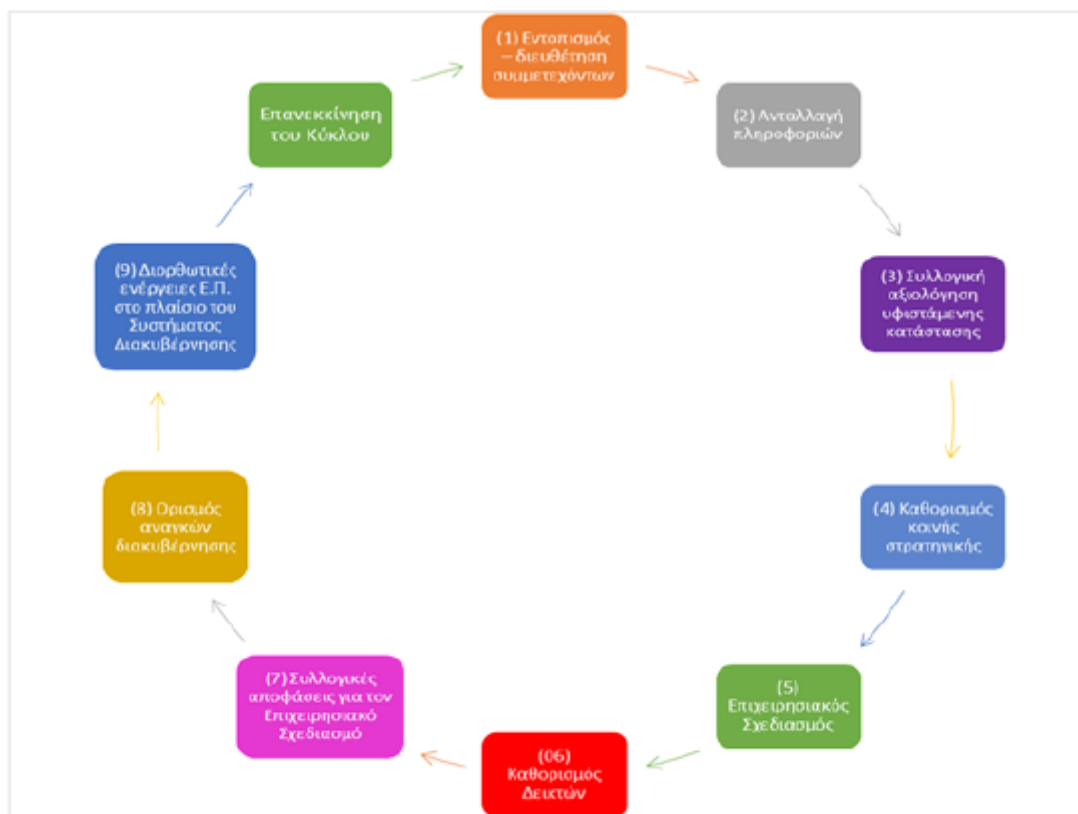 (1) Εντοπισμός
– διευθέτηση
συμμετεχόντων
(2) Ανταλλαγή
πληροφοριών
(3) Συλλογική
αξιολόγηση
υφιστάμενης
κατάστασης
(4) Καθορισμός
κοινής
στρατηγικής
(5)
Επιχειρησιακός
Σχεδιασμός
(06)
Καθορισμός
Δεικτών
(7) Συλλογικές
αποφάσεις για τον
Επιχειρησιακό
Σχεδιασμό
(8) Ορισμός
αναγκών
διακυβέρνησης
(9) Διορθωτικές
ενέργειες Ε.Π.
στο πλαίσιο του
Συστήματος
Διακυβέρνησης
Επανεκκίνηση
του Κύκλου